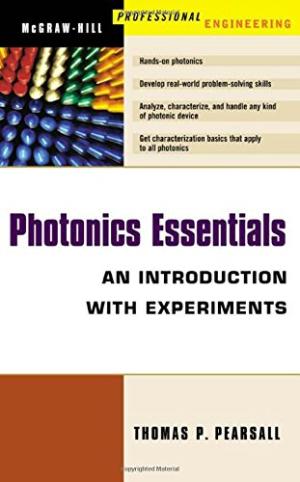 McGRAW-HILL PROFESSIONAL ENGINEERING
Hands-on photonics
Develop real-world problem-solving skills
Analyze, characterize, and handle any kind
of photonic device
Get characterization basics that apply
to all photonics
Photonics Essentials
AN INTRODUCTION
WITH EXPERIMENTS
THOMAS P. PEARSALL